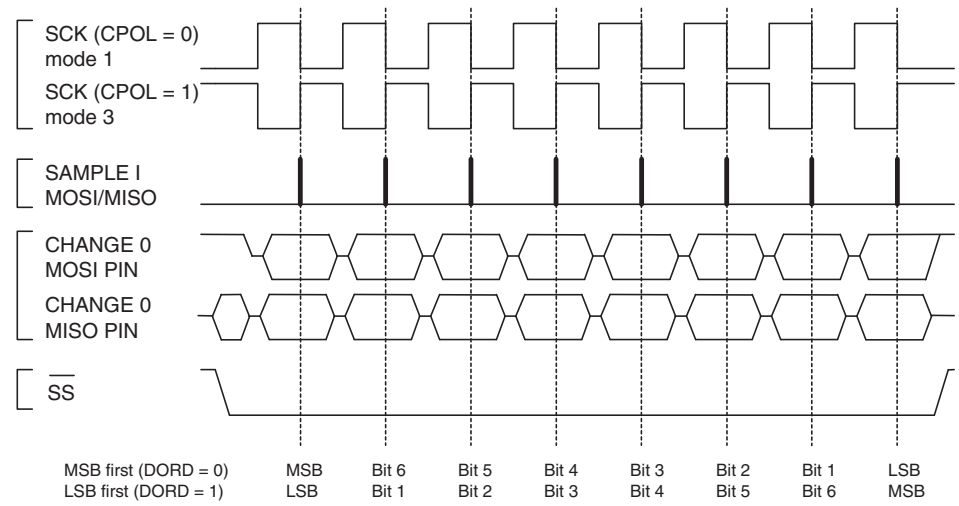 SCK (CPOL = 0)
mode 1
SCK (CPOL = 1)
mode 3
SAMPLE I
MOSI/MISO
CHANGE 0
MOSI PIN
CHANGE 0
MISO PIN
SS
MSB first (DORD = 0) MSB Bit 6 Bit 5 Bit 4 Bit 3 Bit 2 Bit 1 LSB
LSB first (DORD = 1) LSB Bit 1 Bit 2 Bit 3 Bit 4 Bit 5 Bit 6 MSB